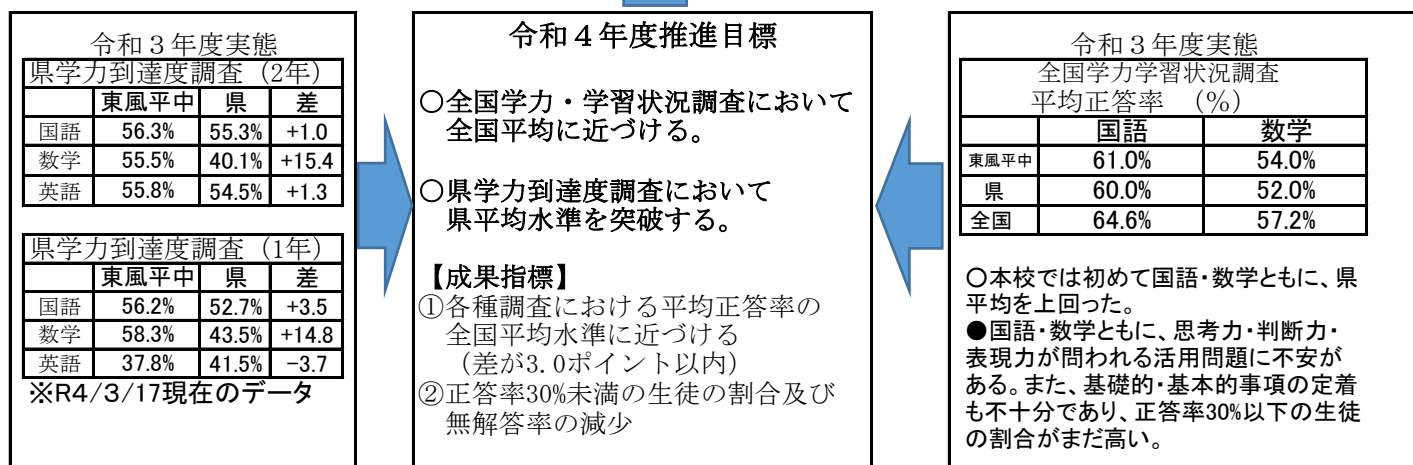 令和３年度実態
県学力到達度調査（2年）
東風平中 県 差
国語 56.3% 55.3% +1.0
数学 55.5% 40.1% +15.4
英語 55.8% 54.5% +1.3
県学力到達度調査（1年）
東風平中 県 差
国語 56.2% 52.7% +3.5
数学 58.3% 43.5% +14.8
英語 37.8% 41.5% −3.7
※R4/3/17現在のデータ
令和４年度推進目標
○全国学力・学習状況調査において
全国平均に近づける。
○県学力到達度調査において
県平均水準を突破する。
【成果指標】
①各種調査における平均正答率の
全国平均水準に近づける
（差が3.0ポイント以内）
②正答率30%未満の生徒の割合及び
無解答率の減少
令和３年度実態
全国学力学習状況調査
平均正答率 （%）
国語 数学
東風平中 61.0% 54.0%
県 60.0% 52.0%
全国 64.6% 57.2%
○本校では初めて国語・数学ともに、県
平均を上回った。
●国語・数学ともに、思考力・判断力・
表現力が問われる活用問題に不安が
ある。また、基礎的・基本的事項の定着
も不十分であり、正答率30%以下の生徒
の割合がまだ高い。